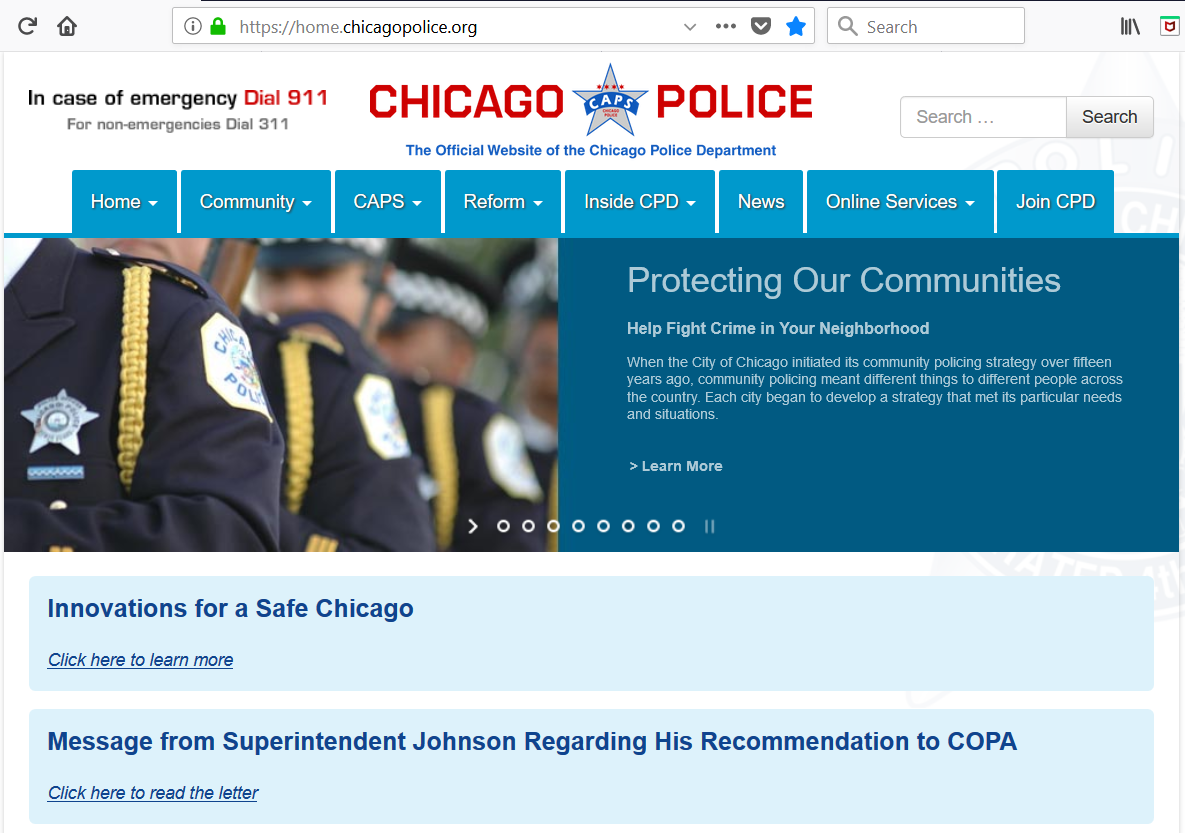 https://home.chicagopolice.org
Search
In case of emergency Dial 911
For non-emergencies Dial 311
CHICAGO CAPS CHICAGO POLICE POLICE
The Official Website of the Chicago Police Department
Search ...
Search
Home
Community
CAPS
Reform
Inside CPD
News
Online Services
Join CPD
CHICAGO POLICE
Protecting Our Communities
Help Fight Crime in Your Neighborhood
When the City of Chicago initiated its community policing strategy over fifteen
years ago, community policing meant different things to different people across
the country. Each city began to develop a strategy that met its particular needs
and situations.
> Learn More
Innovations for a Safe Chicago
Click here to learn more
Message from Superintendent Johnson Regarding His Recommendation to COPA
Click here to read the letter